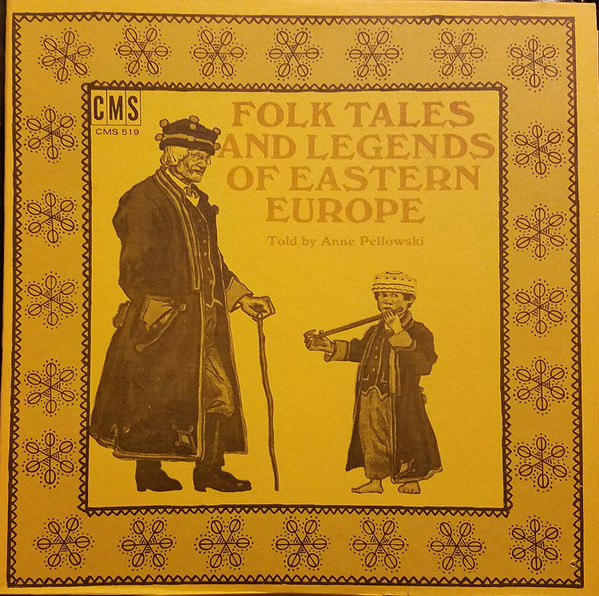 CMS
CMS 519
FOLK TALES
AND LEGENDS
OF EASTERN
EUROPE
Told by Anne Pellowski